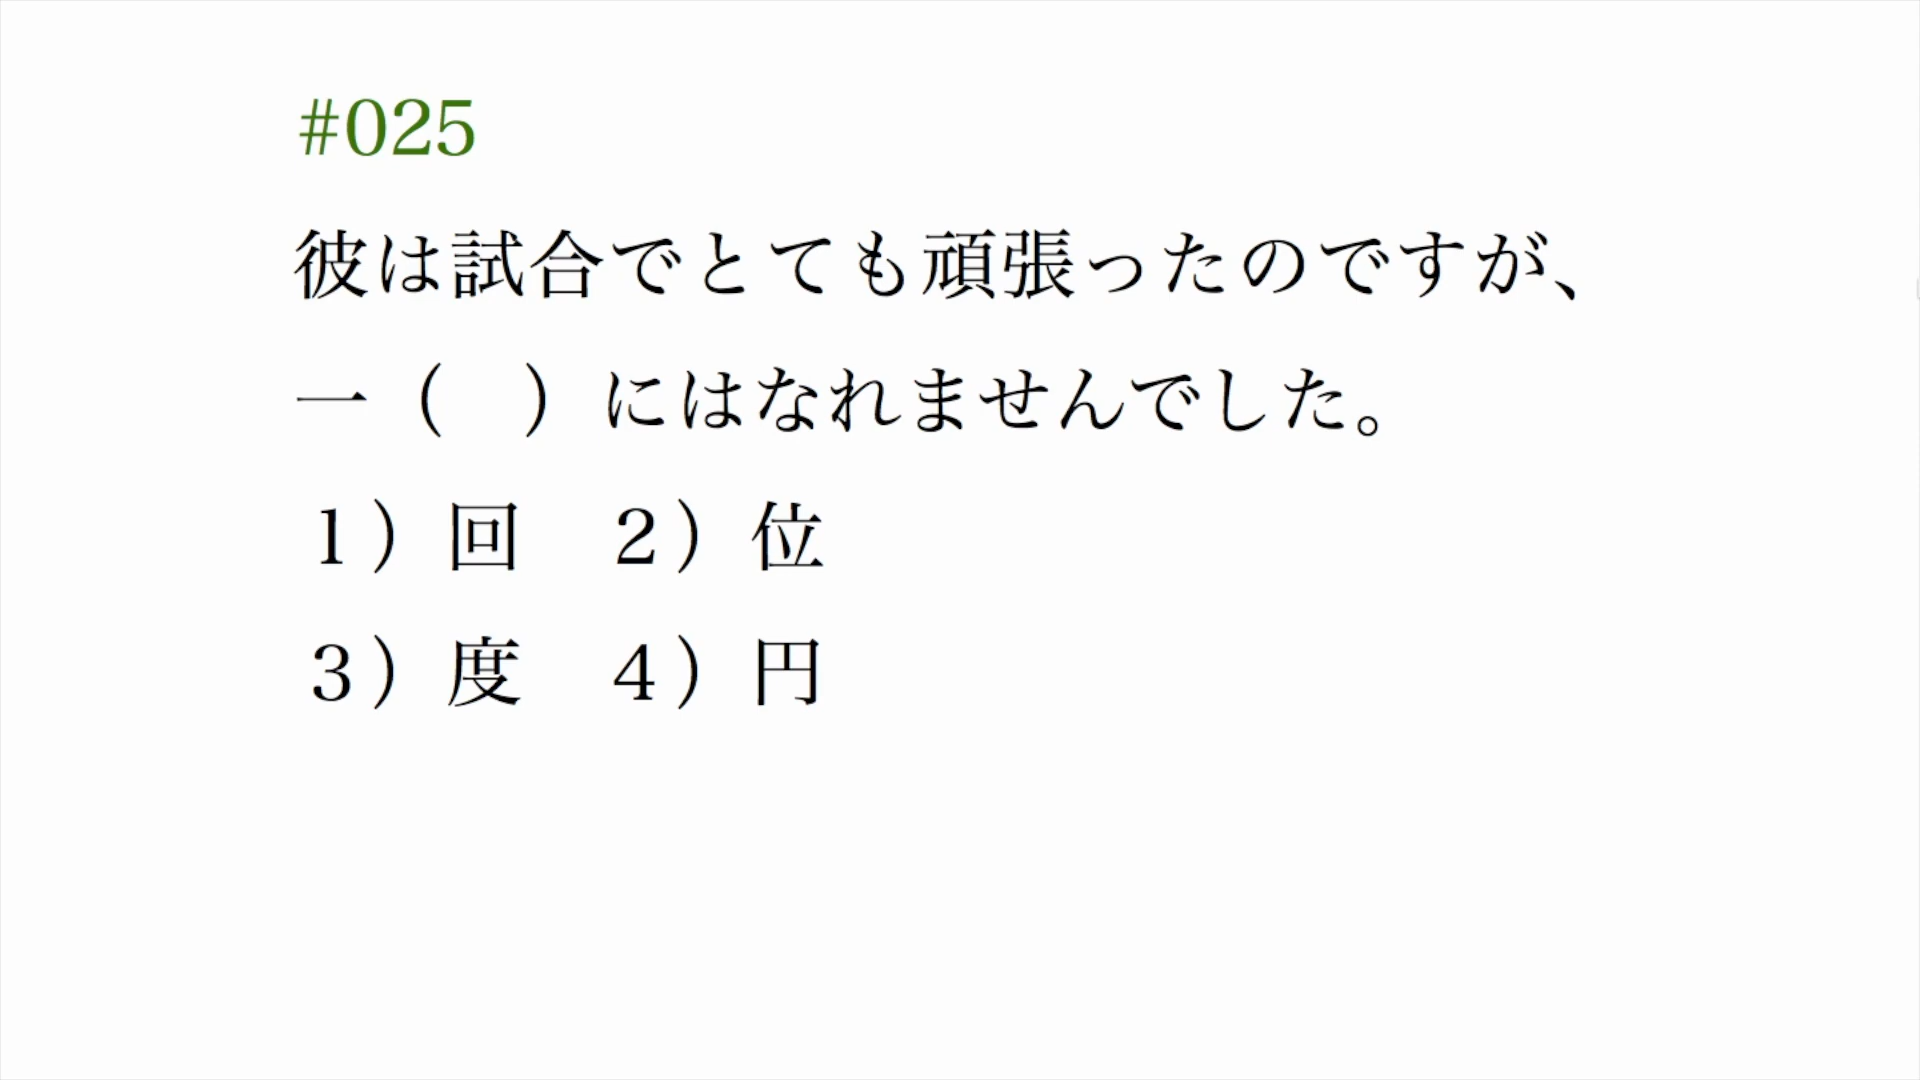 #025
彼は試合でとても頑張ったのですが、
一（　）にはなれませんでした。
１）回　２）位
３）度　４）円